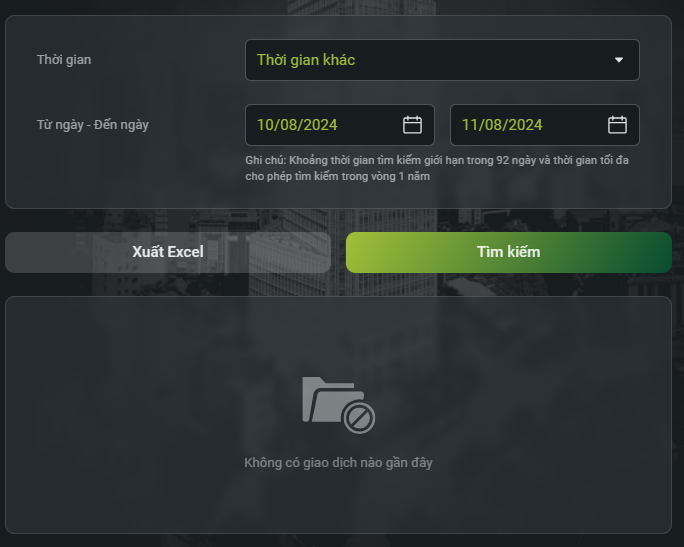 Thời gian
Thời gian khác
Từ ngày - Đến ngày
10/08/2024
11/08/2024
Ghi chú: Khoảng thời gian tìm kiếm giới hạn trong 92 ngày và thời gian tối đa
cho phép tìm kiếm trong vòng 1 năm
Xuất Excel
Tìm kiếm
Không có giao dịch nào gần đây